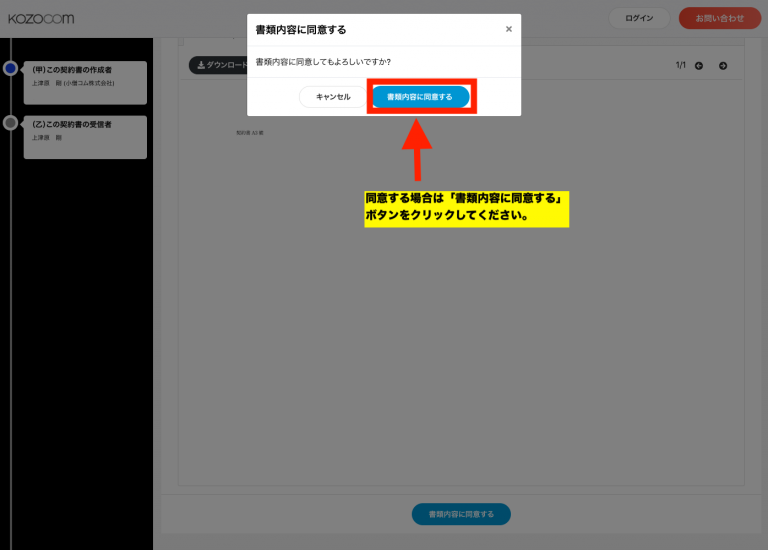 KOZOCOM
ログイン
お問い合わせ
書類内容に同意する
×
書類内容に同意してもよろしいですか?
キャンセル
書類内容に同意する
(甲)この契約書の作成者
上津原 剛 (小僧コム株式会社)
(乙)この契約書の受信者
上津原 剛
ダウンロード
1/1
同意する場合は「書類内容に同意する」
ボタンをクリックしてください。
書類内容に同意する